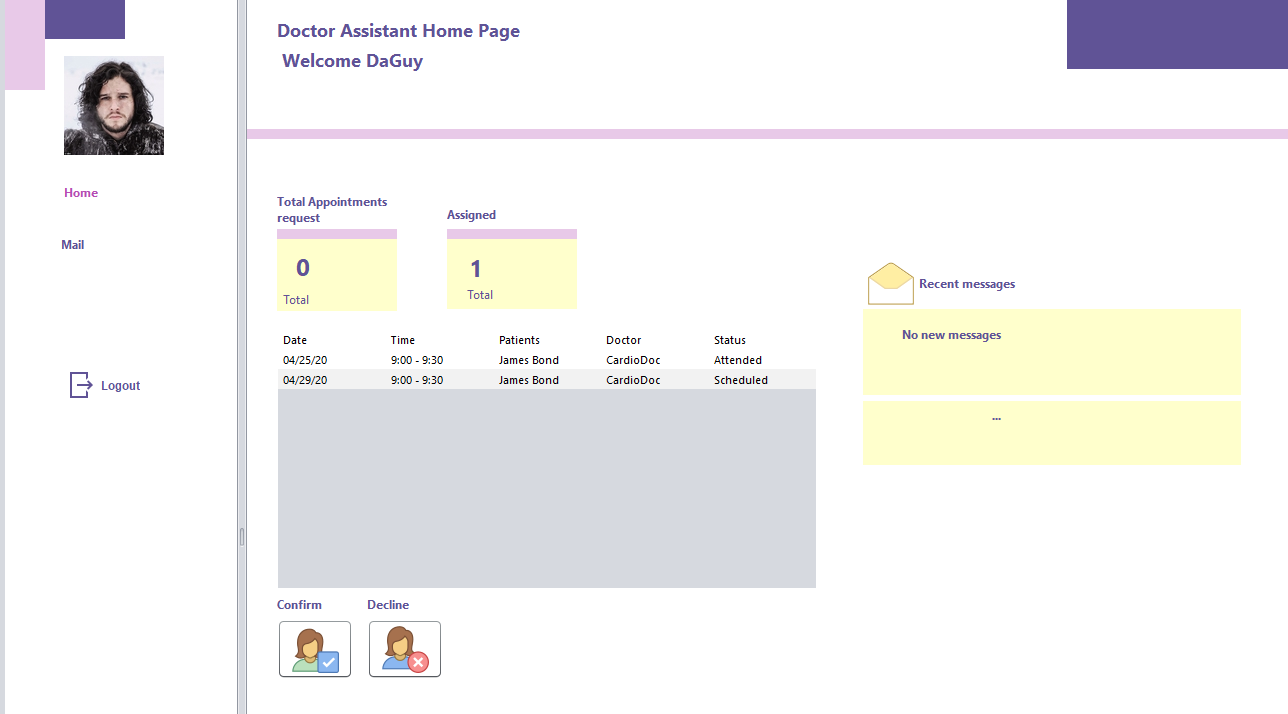 Doctor Assistant Home Page
Welcome DaGuy
Home
Mail
Logout
Total Appointments
request
0
Total
Assigned
1
Total
Date Time Patients Doctor Status
04/25/20 9:00 - 9:30 James Bond CardioDoc Attended
04/29/20 9:00 - 9:30 James Bond CardioDoc Scheduled
Confirm
Decline
Recent messages
No new messages
...